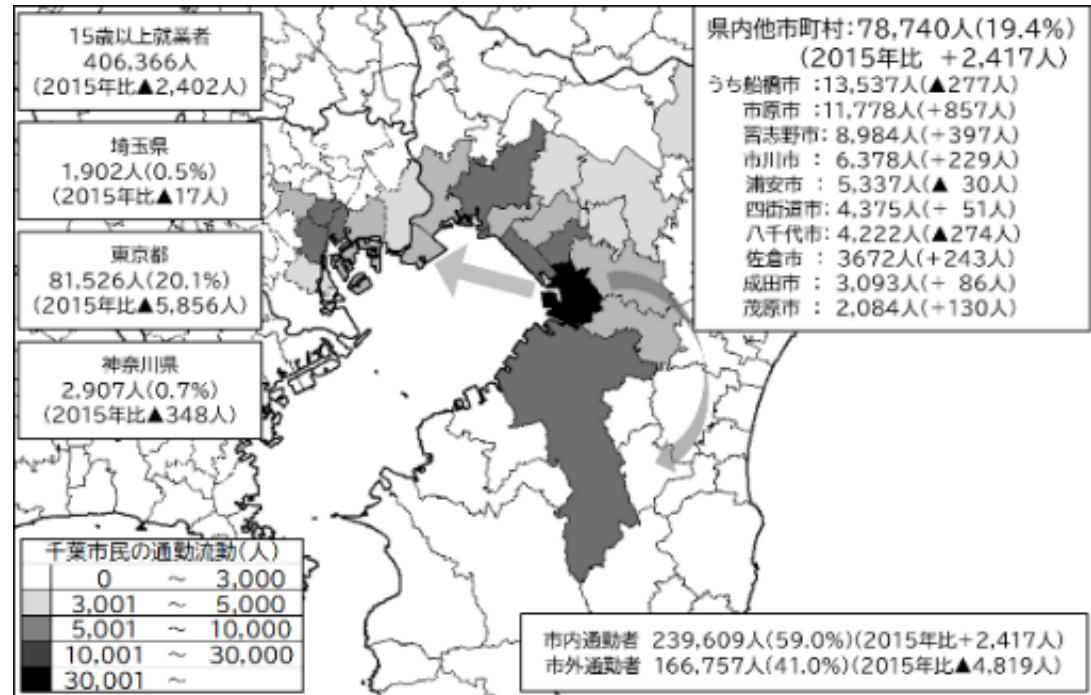 15歳以上就業者
406,366人
(2015年比▲2,402人)
埼玉県
1,902人(0.5%)
(2015年比▲17人)
東京都
81.526人(20.1%)
(2015年比▲5,856人)
神奈川県
2,907人(0.7%)
(2015年比▲348人)
県内他市町村:78,740人(19.4%)
(2015年比 +2,417人)
うち船橋市 :13,537人(▲277人)
市原市 :11,778人(+857人)
習志野市: 8,984人(+397人)
市川市 : 6,378人(+229人)
浦安市 : 5,337人(▲ 30人)
四街道市: 4,375人(+ 51人)
八千代市: 4,222人(▲274人)
佐倉市 : 3672人(+243人)
成田市 : 3,093人(+ 86人)
茂原市 : 2,084人(+130人)
千葉市民の通勤流動(人)
0 ~ 3,000
3,001 ~ 5,000
5,001 ~ 10,000
10,001 ~ 30,000
30,001 ~
市内通勤者 239,609人(59.0%)(2015年比+2,417人)
市外通勤者 166,757人(41.0%)(2015年比▲4,819人)